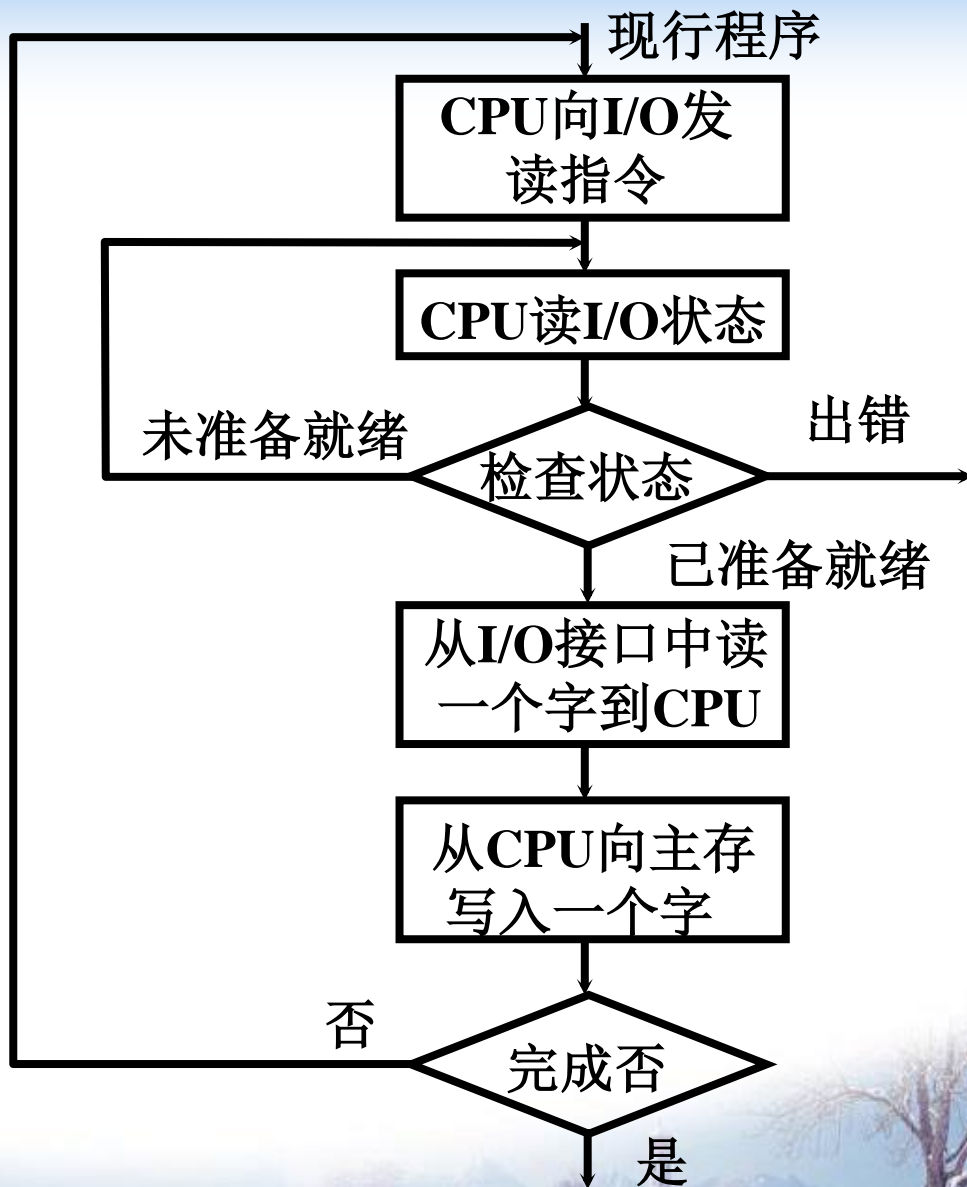 现行程序
CPU向I/O发
读指令
CPU读I/O状态
未准备就绪
检查状态
出错
已准备就绪
从I/O接口中读
一个字到CPU
从CPU向主存
写入一个字
否
完成否
是